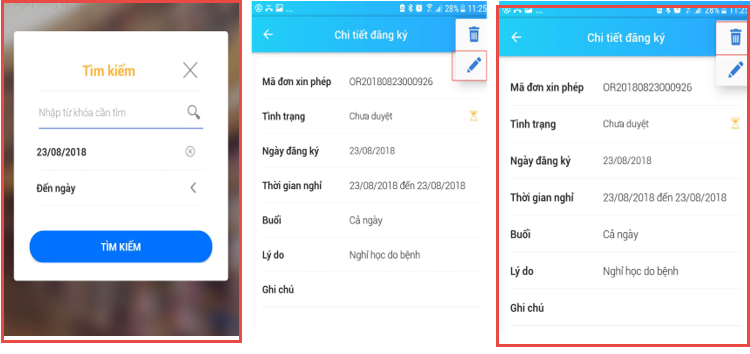 Tìm kiếm
Nhập từ khóa cần tìm
23/08/2018
Đến ngày
TÌM KIẾM
28% 11:25
Chi tiết đăng ký
Mã đơn xin phép OR20180823000926
Tình trạng Chưa duyệt
Ngày đăng ký 23/08/2018
Thời gian nghỉ 23/08/2018 đến 23/08/2018
Buổi Cả ngày
Lý do Nghỉ học do bệnh
Ghi chú
28% 11:25
Chi tiết đăng ký
Mã đơn xin phép OR20180823000926
Tình trạng Chưa duyệt
Ngày đăng ký 23/08/2018
Thời gian nghỉ 23/08/2018 đến 23/08/2018
Buổi Cả ngày
Lý do Nghỉ học do bệnh
Ghi chú